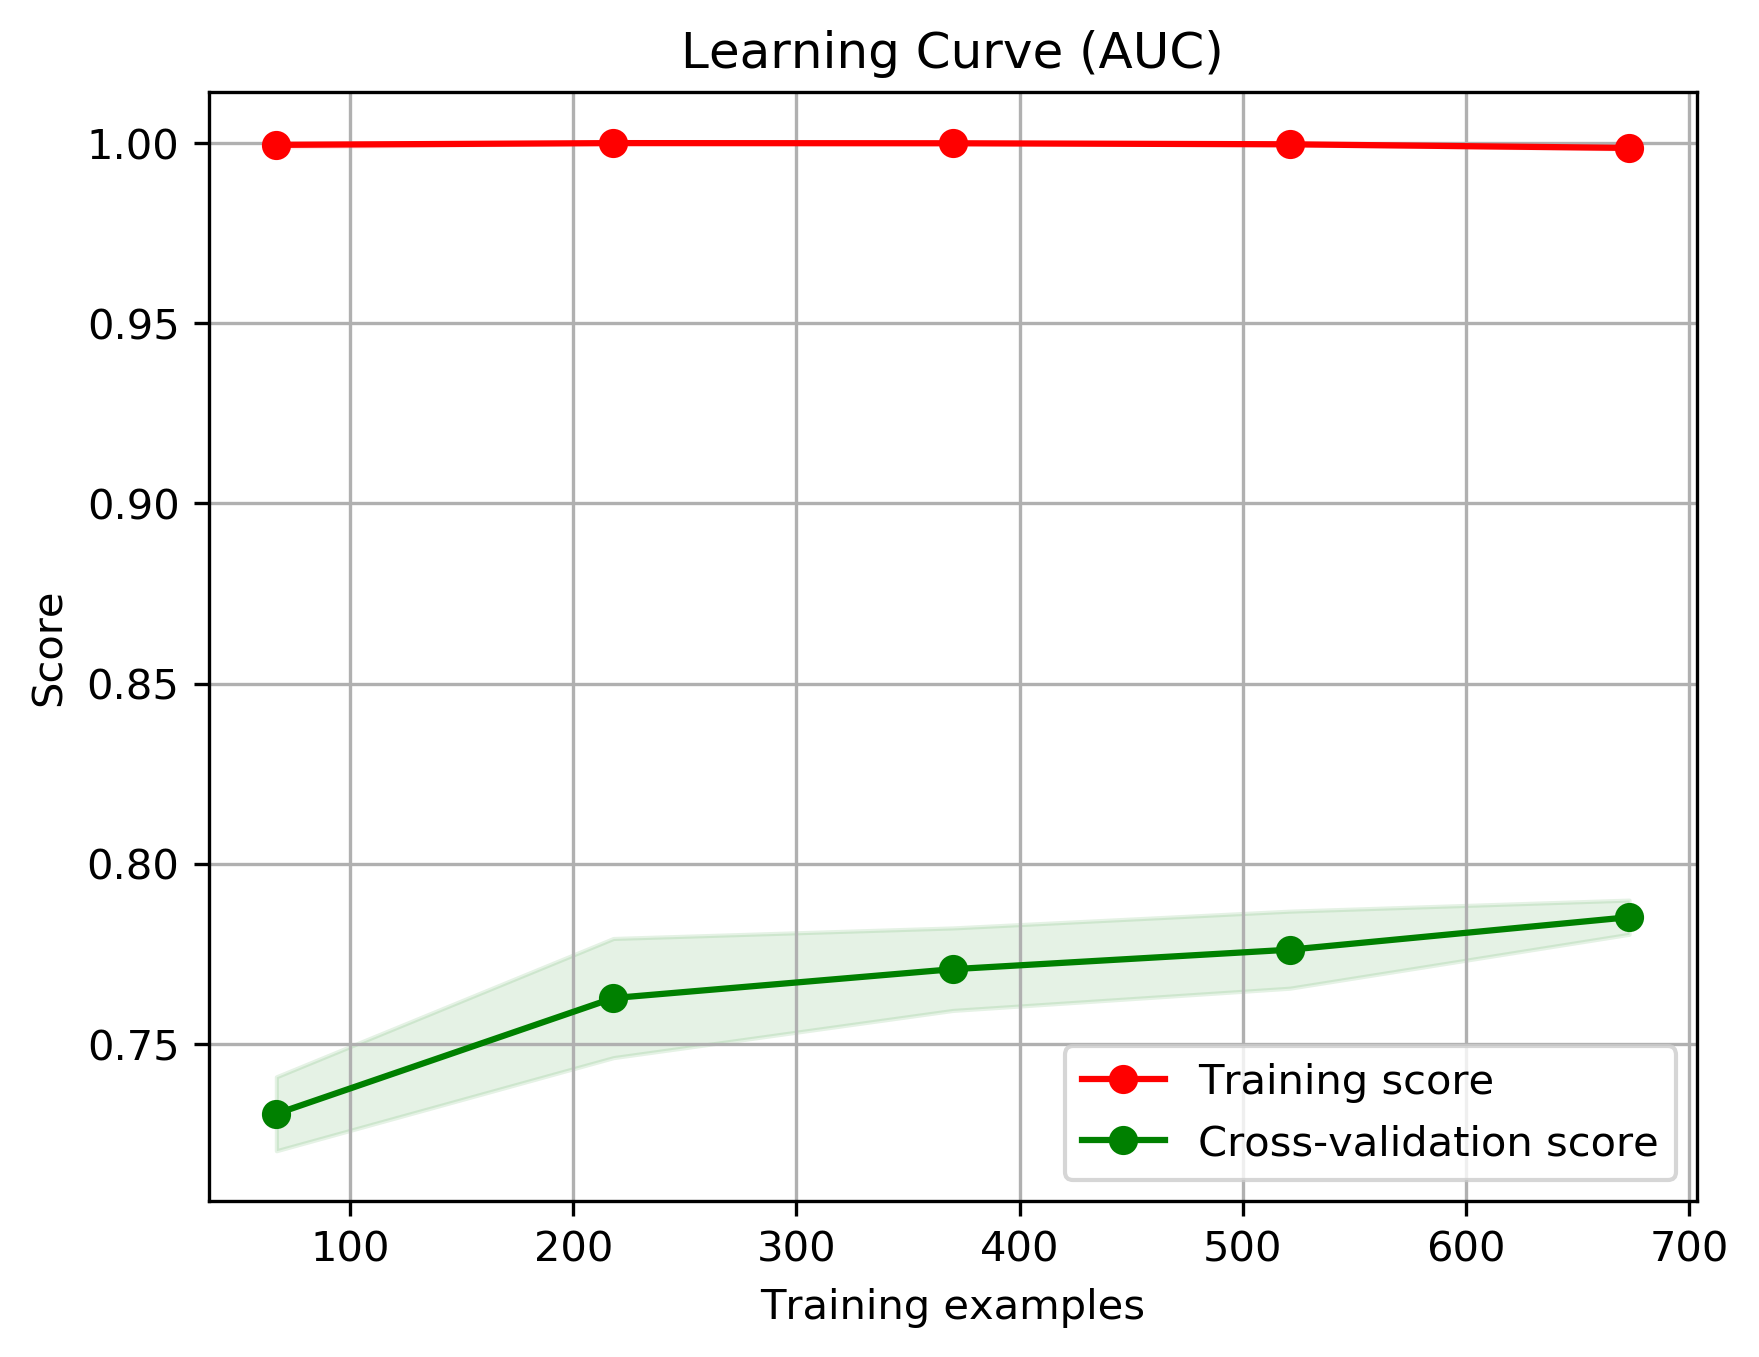 Learning Curve (AUC)
1.00
0.95
0.90
0.85
0.80
0.75
Score
Training score
Cross-validation score
100 200 300 400 500 600 700
Training examples